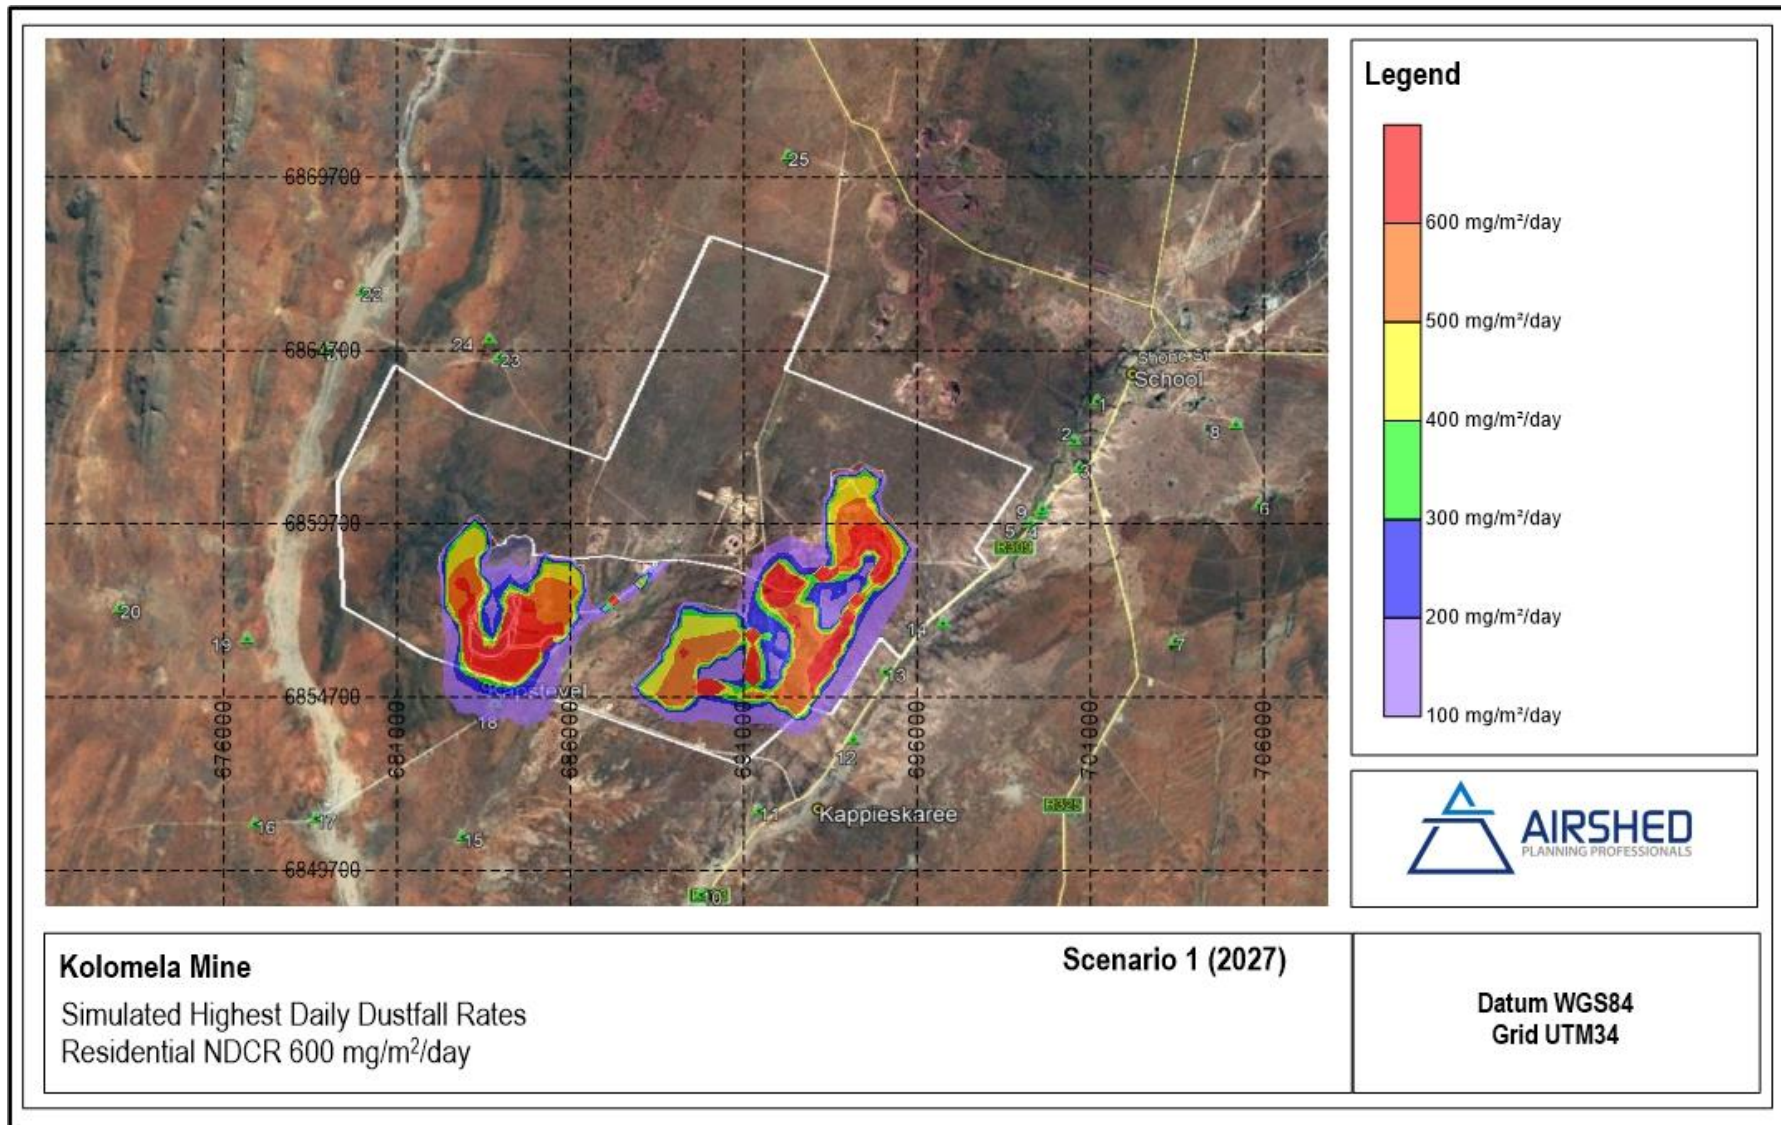 25
6869700
22
24
23
6864700
Shone St
School
1
2
8
3
6859700
9
6
5 4
R309
20
14
19
7
13
Kapstevel
6854700
18
12
676000
681000
686000
691000
696000
701000
706000
R325
11
Kappieskaree
17
16
15
6849700
10
Legend
600 mg/m²/day
500 mg/m²/day
400 mg/m²/day
300 mg/m²/day
200 mg/m²/day
100 mg/m²/day
AIRSHED
PLANNING PROFESSIONALS
Kolomela Mine
Scenario 1 (2027)
Simulated Highest Daily Dustfall Rates
Residential NDCR 600 mg/m²/day
Datum WGS84
Grid UTM34